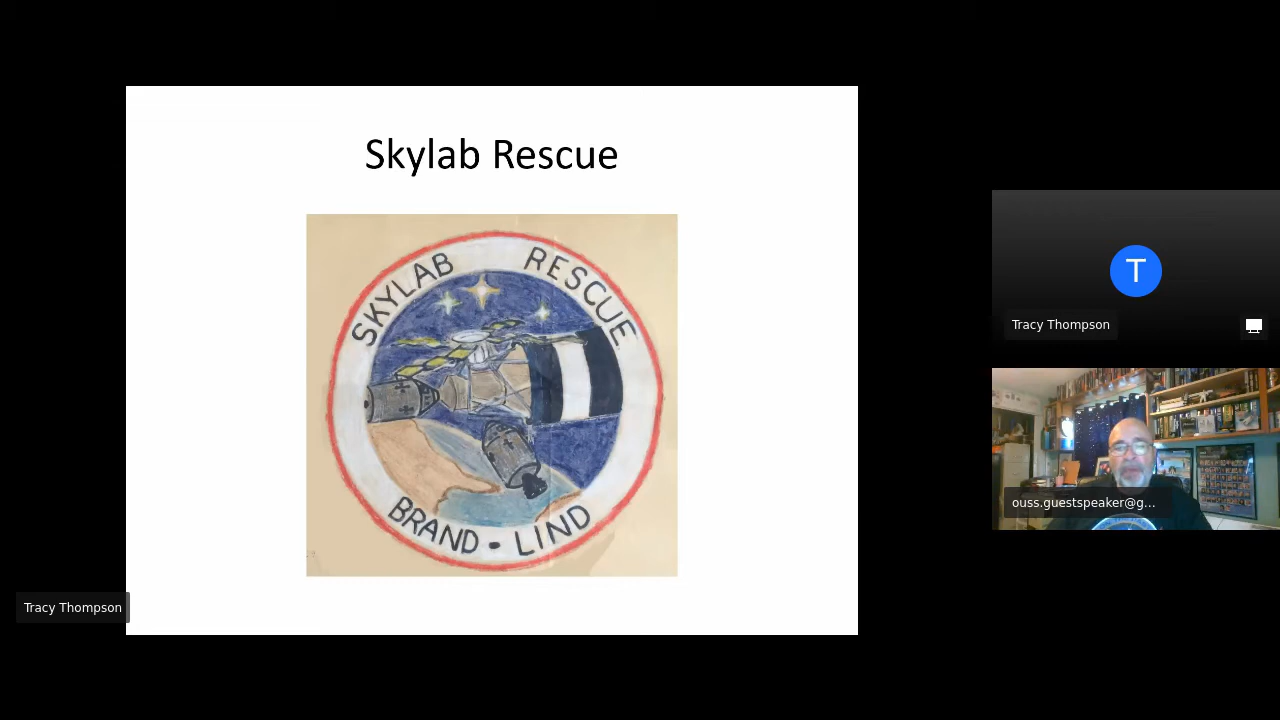 Skylab Rescue
SKYLAB RESCUE
BRAND • LIND
Tracy Thompson
T
Tracy Thompson
ouss.guestspeaker@g...